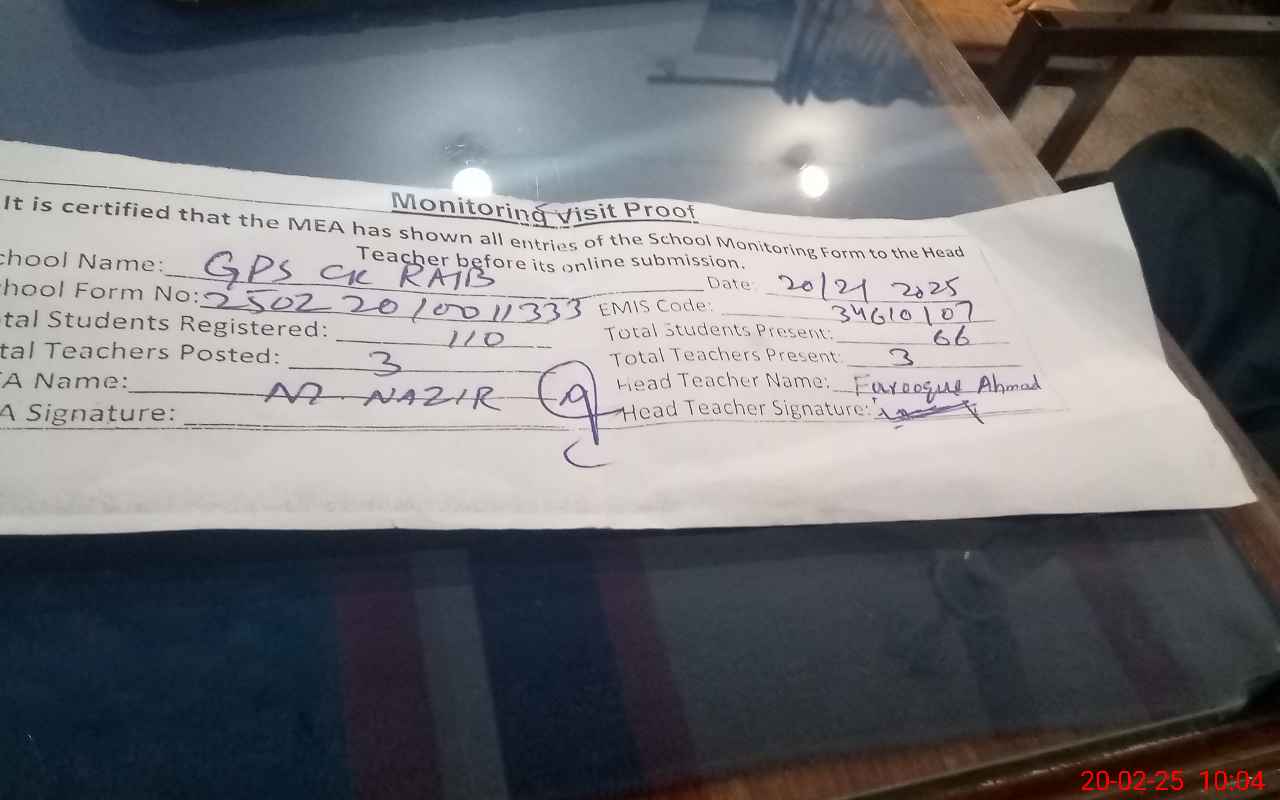 Monitoring Visit Proof
It is certified that the MEA has shown all entries of the School Monitoring Form to the Head
Teacher before its online submission.
chool Name: GPS CK RAIB Date: 20/21 2025
hool Form No: 2502 20/00 11333 EMIS Code: 34610107
tal Students Registered: 110 Total Students Present: 66
tal Teachers Posted: 3 Total Teachers Present: 3
A Name: M NAZIR Head Teacher Name: Farooque Ahmad
A Signature: Head Teacher Signature:
20-02-25 10:04